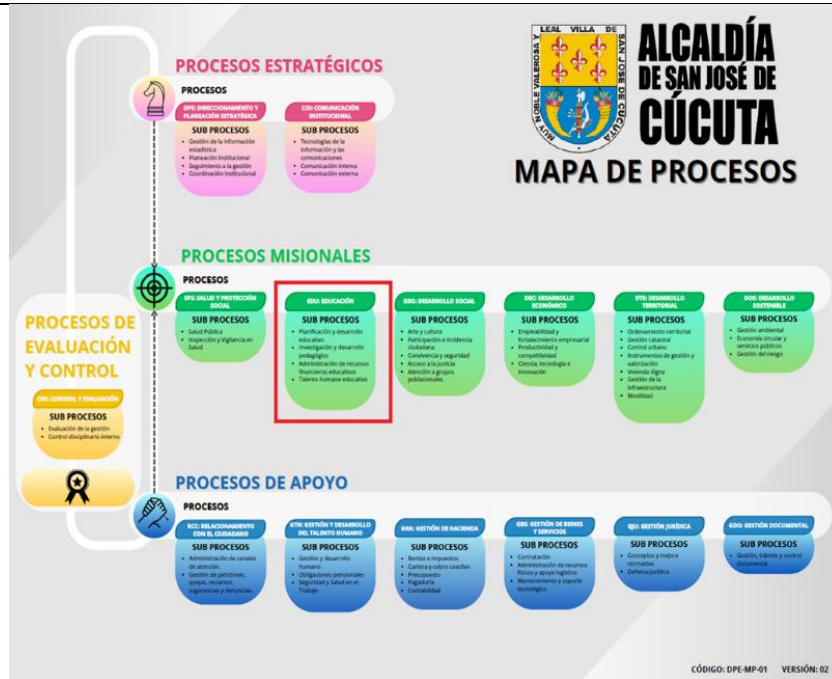 MUY NOBLE VALEROSA Y LEAL VILLA DE SAN JOSE DE CUCUTA
ALCALDÍA
DE SAN JOSÉ DE
CÚCUTA
MAPA DE PROCESOS
PROCESOS ESTRATÉGICOS
PROCESOS
DIRECCIONAMIENTO Y
PLANEACIÓN ESTRATÉGICA
SUB PROCESOS
Gestión de la información
estadística
Planeación Institucional
Seguimiento a la gestión
Coordinación Institucional
COMUNICACIÓN
INSTITUCIONAL
SUB PROCESOS
Tecnologías de la
información y las
comunicaciones
Comunicación interna
Comunicación externa
PROCESOS MISIONALES
PROCESOS
SPS: SALUD Y PROTECCIÓN
SOCIAL
SUB PROCESOS
Salud Pública
Inspección y Vigilancia en
Salud
EDU: EDUCACIÓN
SUB PROCESOS
Planificación y desarrollo
educativo
Investigación y desarrollo
pedagógico
Administración de recursos
financieros educativos
Talento humano educativo
DSO: DESARROLLO SOCIAL
SUB PROCESOS
Arte y cultura
Participación e incidencia
ciudadana
Convivencia y seguridad
Acceso a la justicia
Atención a grupos
poblacionales
DEC: DESARROLLO
ECONÓMICO
SUB PROCESOS
Empleabilidad y
fortalecimiento empresarial
Productividad y
competitividad
Ciencia, tecnología e
innovación
DTE: DESARROLLO
TERRITORIAL
SUB PROCESOS
Ordenamiento territorial
Gestión catastral
Control urbano
Instrumentos de gestión y
valorización
Vivienda digna
Gestión de la
infraestructura
Movilidad
DOS: DESARROLLO
SOSTENIBLE
SUB PROCESOS
Gestión ambiental
Economía circular y
servicios públicos
Gestión del riesgo
PROCESOS DE
EVALUACIÓN
Y CONTROL
CONTROL Y EVALUACIÓN
SUB PROCESOS
Evaluación de la gestión
Control disciplinario interno
PROCESOS DE APOYO
PROCESOS
RCC: RELACIONAMIENTO
CON EL CIUDADANO
SUB PROCESOS
Administración de canales
de atención.
Gestión de peticiones,
quejas, reclamos,
sugerencias y denuncias.
GTH: GESTIÓN Y DESARROLLO
DEL TALENTO HUMANO
SUB PROCESOS
Gestión y desarrollo
humano
Obligaciones pensionales
Seguridad y Salud en el
Trabajo
GHA: GESTIÓN DE HACIENDA
SUB PROCESOS
Rentas e impuestos
Cartera y cobro coactivo
Presupuesto
Pagaduría
Contabilidad
GBS: GESTIÓN DE BIENES
Y SERVICIOS
SUB PROCESOS
Contratación
Administración de recursos
físicos y apoyo logístico
Mantenimiento y soporte
tecnológico
GJU: GESTIÓN JURÍDICA
SUB PROCESOS
Conceptos y mejora
normativa
Defensa jurídica
GDO: GESTIÓN DOCUMENTAL
SUB PROCESOS
Gestión, trámite y control
documental.
CÓDIGO: DPE-MP-01 VERSIÓN: 02